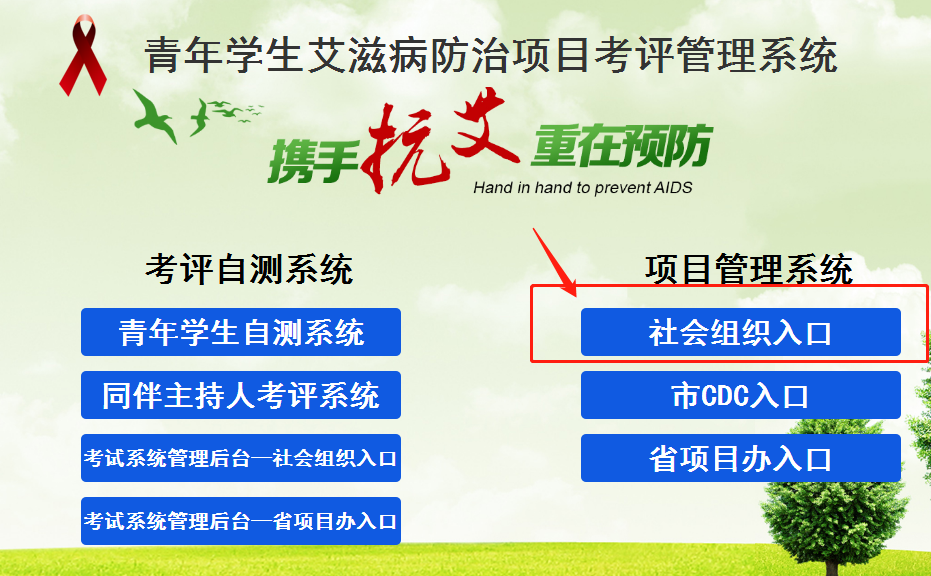 青年学生艾滋病防治项目考评管理系统
携手抗艾 重在预防
Hand in hand to prevent AIDS
考评自测系统
青年学生自测系统
同伴主持人考评系统
考试系统管理后台—社会组织入口
考试系统管理后台—省项目办入口
项目管理系统
社会组织入口
市CDC入口
省项目办入口